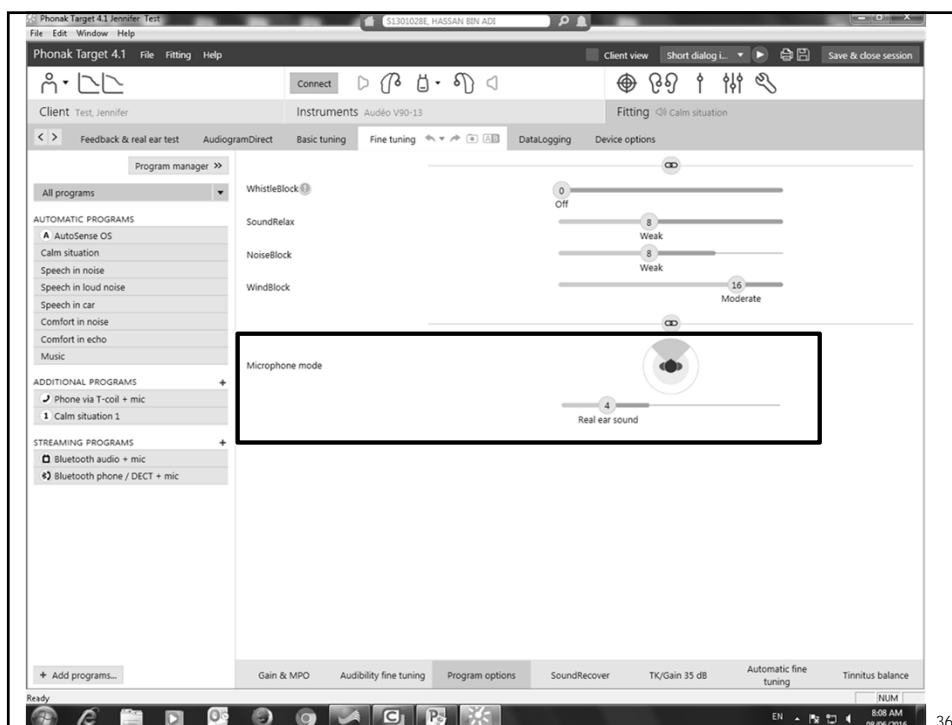 Phonak Target 4.1 Jennifer Test
S1301028E, HASSAN BIN ADI
File Edit Window Help
Phonak Target 4.1 File Fitting Help
Client view Short dialog i... Save & close session
Connect
Client Test, Jennifer Instruments Audéo V90-13 Fitting Calm situation
< > Feedback & real ear test AudiogramDirect Basic tuning Fine tuning AB DataLogging Device options
Program manager >>
All programs
AUTOMATIC PROGRAMS
A AutoSense OS
Calm situation
Speech in noise
Speech in loud noise
Speech in car
Comfort in noise
Comfort in echo
Music
ADDITIONAL PROGRAMS +
Phone via T-coil + mic
1 Calm situation 1
STREAMING PROGRAMS +
Bluetooth audio + mic
Bluetooth phone / DECT + mic
WhistleBlock ! 0
Off
SoundRelax 8
Weak
NoiseBlock 8
Weak
WindBlock 16
Moderate
Microphone mode
4
Real ear sound
+ Add programs...
Gain & MPO Audibility fine tuning Program options SoundRecover TK/Gain 35 dB Automatic fine tuning Tinnitus balance
Ready NUM
EN 8:08 AM
08/06/2016
36